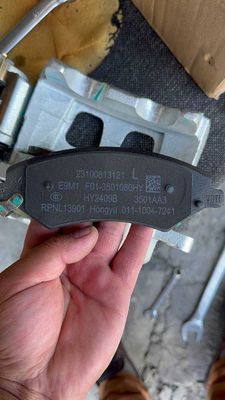 23100813121 L
E9M1 F01-3501080HY
HY2409B 3501AA3
RPNL13901 Hongyu 011-1004-7241